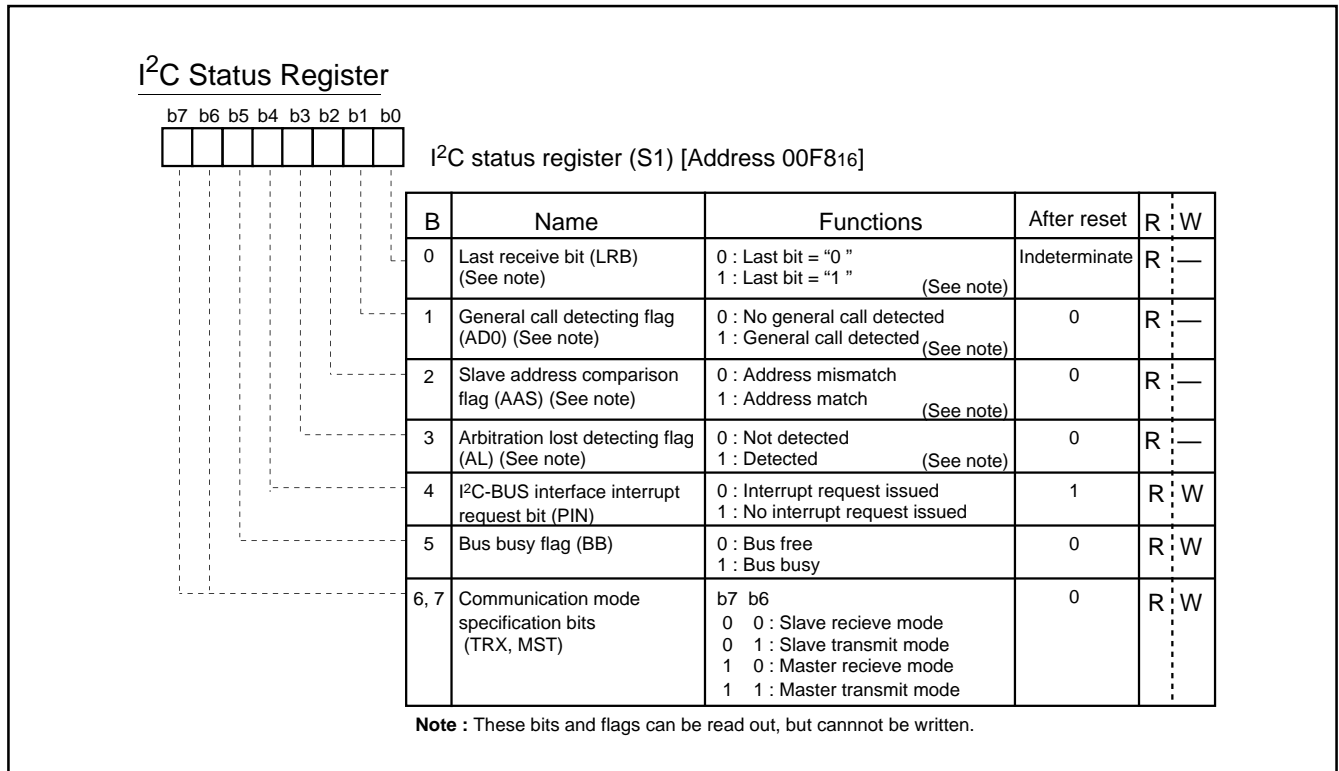 I²C Status Register
b7 b6 b5 b4 b3 b2 b1 b0
I²C status register (S1) [Address 00F8₁₆]
B Name Functions After reset R W
0 Last receive bit (LRB) (See note) 0 : Last bit = “0 ” 1 : Last bit = “1 ” (See note) Indeterminate R —
1 General call detecting flag (AD0) (See note) 0 : No general call detected 1 : General call detected (See note) 0 R —
2 Slave address comparison flag (AAS) (See note) 0 : Address mismatch 1 : Address match (See note) 0 R —
3 Arbitration lost detecting flag (AL) (See note) 0 : Not detected 1 : Detected (See note) 0 R —
4 I²C-BUS interface interrupt request bit (PIN) 0 : Interrupt request issued 1 : No interrupt request issued 1 R W
5 Bus busy flag (BB) 0 : Bus free 1 : Bus busy 0 R W
6, 7 Communication mode specification bits (TRX, MST) b7 b6 0 0 : Slave recieve mode 0 1 : Slave transmit mode 1 0 : Master recieve mode 1 1 : Master transmit mode 0 R W
Note : These bits and flags can be read out, but cannnot be written.